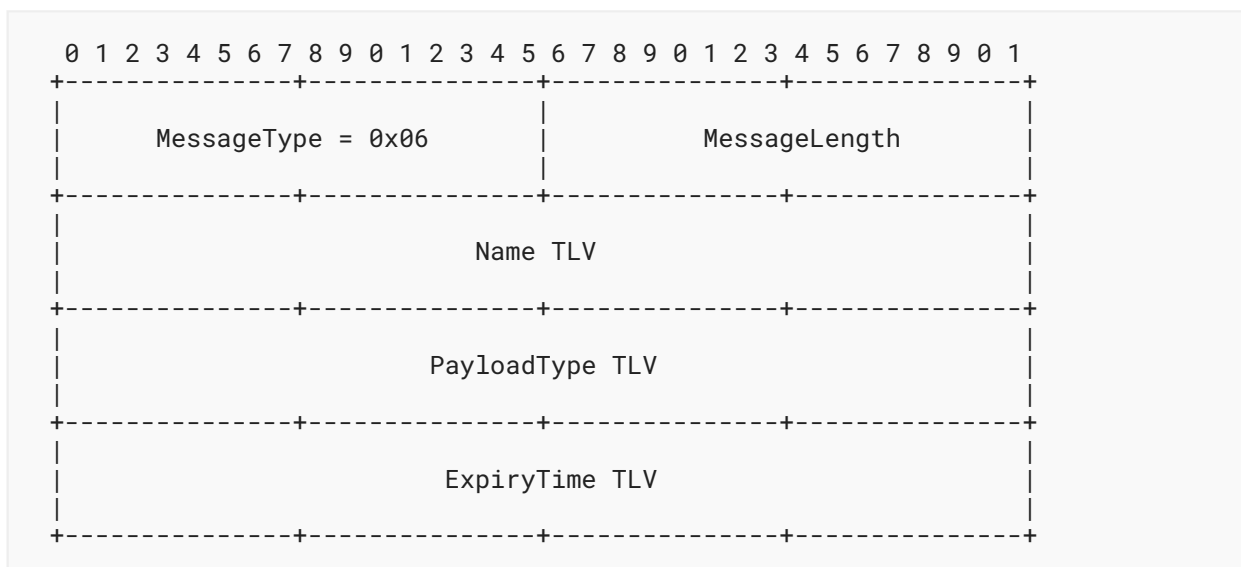 0 1 2 3 4 5 6 7 8 9 0 1 2 3 4 5 6 7 8 9 0 1 2 3 4 5 6 7 8 9 0 1
MessageType = 0x06 MessageLength
Name TLV
PayloadType TLV
ExpiryTime TLV